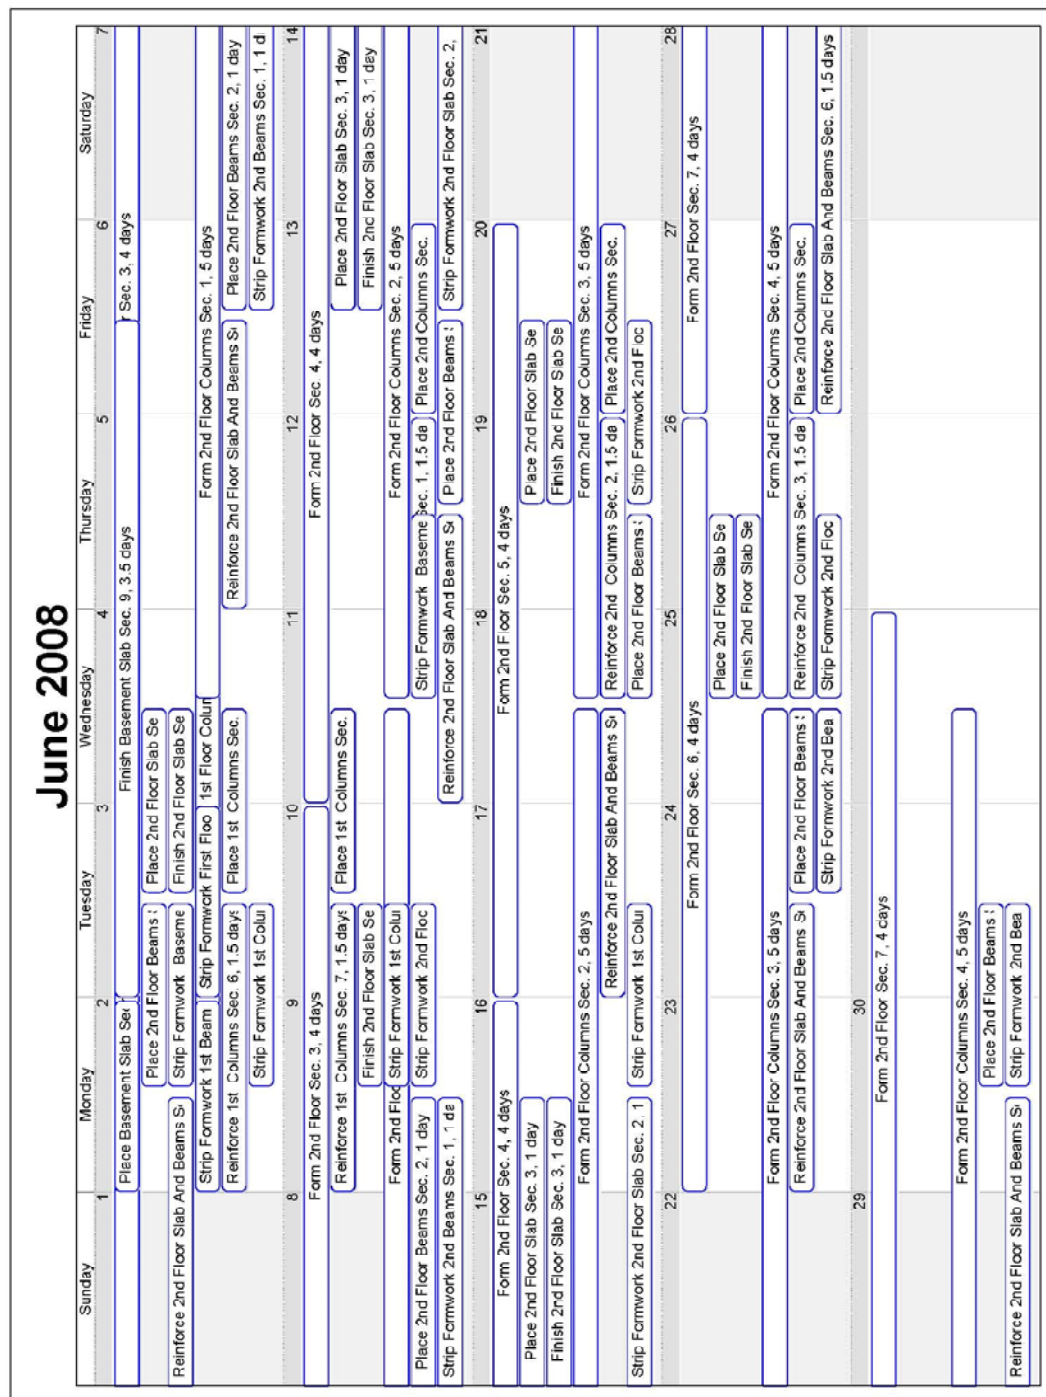 June 2008
Sunday
Monday
Tuesday
Wednesday
Thursday
Friday
Saturday
1
2
3
4
5
6
7
Place Basement Slab Sec
Finish Basement Slab Sec. 9, 3.5 days
r Sec. 3, 4 days
Place 2nd Floor Beams S
Place 2nd Floor Slab Se
Reinforce 2nd Floor Slab And Beams Se
Strip Formwork Baseme
Finish 2nd Floor Slab Se
Strip Formwork 1st Beam
Strip Formwork First Floo
1st Floor Colun
Form 2nd Floor Columns Sec. 1, 5 days
Reinforce 1st Columns Sec. 6, 1.5 days
Place 1st Columns Sec.
Reinforce 2nd Floor Slab And Beams Se
Place 2nd Floor Beams Sec. 2, 1 day
Strip Formwork 1st Colui
Strip Formwork 2nd Beams Sec. 1, 1 d
8
9
10
11
12
13
14
Form 2nd Floor Sec. 3, 4 days
Form 2nd Floor Sec. 4, 4 days
Reinforce 1st Columns Sec. 7, 1.5 days
Place 1st Columns Sec.
Place 2nd Floor Slab Sec. 3, 1 day
Finish 2nd Floor Slab Se
Finish 2nd Floor Slab Sec. 3, 1 day
Form 2nd Floo
Strip Formwork 1st Colui
Form 2nd Floor Columns Sec. 2, 5 days
Place 2nd Floor Beams Sec. 2, 1 day
Strip Formwork 2nd Floc
Strip Formwork Baseme
Sec. 1, 1.5 da
Place 2nd Columns Sec.
Strip Formwork 2nd Beams Sec. 1, 1 da
Reinforce 2nd Floor Slab And Beams Se
Place 2nd Floor Beams S
Strip Formwork 2nd Floor Slab Sec. 2,
15
16
17
18
19
20
21
Form 2nd Floor Sec. 4, 4 days
Form 2nd Floor Sec. 5, 4 days
Place 2nd Floor Slab Sec. 3, 1 day
Place 2nd Floor Slab Se
Finish 2nd Floor Slab Sec. 3, 1 day
Finish 2nd Floor Slab Se
Form 2nd Floor Columns Sec. 2, 5 days
Form 2nd Floor Columns Sec. 3, 5 days
Reinforce 2nd Floor Slab And Beams Se
Reinforce 2nd Columns Sec. 2, 1.5 da
Place 2nd Columns Sec.
Strip Formwork 2nd Floor Slab Sec. 2, 1
Strip Formwork 1st Colui
Place 2nd Floor Beams S
Strip Formwork 2nd Floc
22
23
24
25
26
27
28
Form 2nd Floor Sec. 6, 4 days
Form 2nd Floor Sec. 7, 4 days
Place 2nd Floor Slab Se
Finish 2nd Floor Slab Se
Form 2nd Floor Columns Sec. 3, 5 days
Form 2nd Floor Columns Sec. 4, 5 days
Reinforce 2nd Floor Slab And Beams Se
Place 2nd Floor Beams S
Reinforce 2nd Columns Sec. 3, 1.5 da
Place 2nd Columns Sec.
Strip Formwork 2nd Bea
Strip Formwork 2nd Floc
Reinforce 2nd Floor Slab And Beams Sec. 6, 1.5 days
29
30
Form 2nd Floor Sec. 7, 4 days
Form 2nd Floor Columns Sec. 4, 5 days
Place 2nd Floor Beams S
Reinforce 2nd Floor Slab And Beams Se
Strip Formwork 2nd Bea